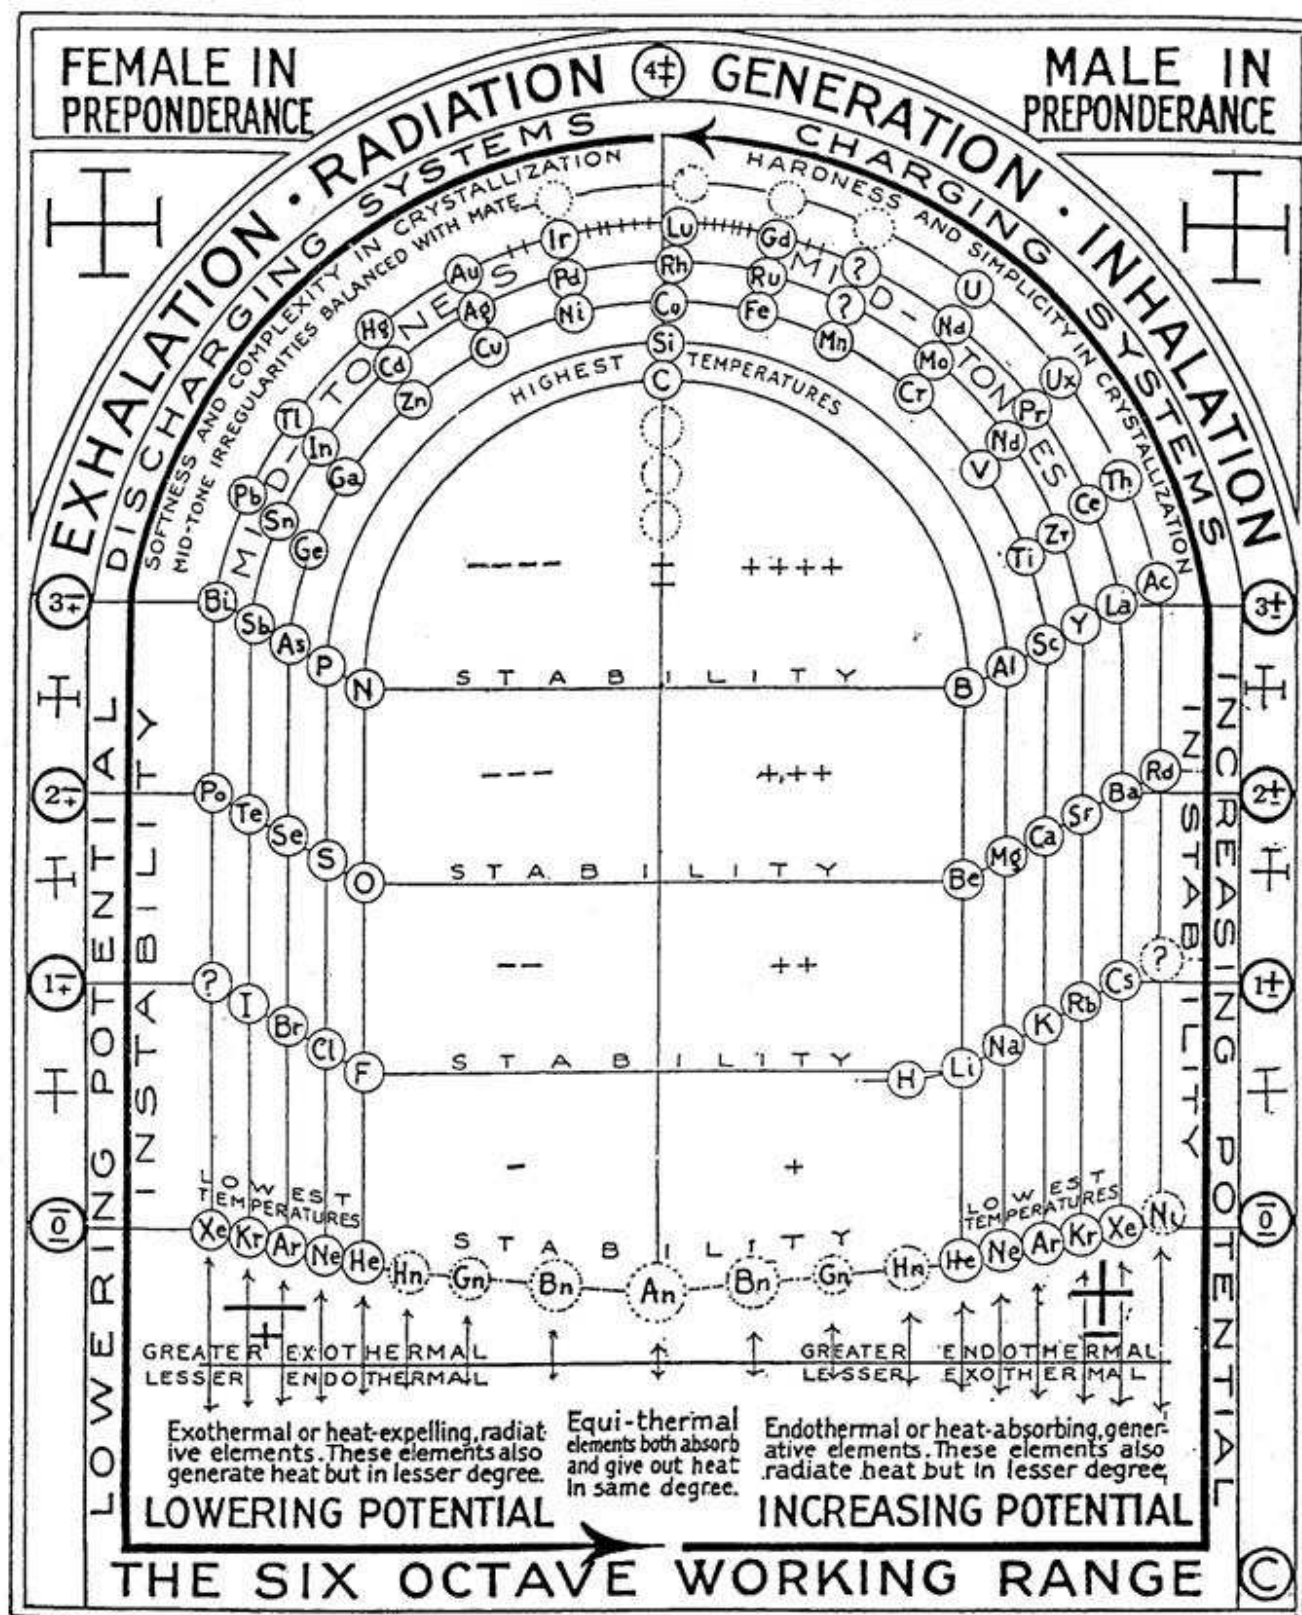 FEMALE IN
PREPONDERANCE
MALE IN
PREPONDERANCE
EXHALATION · RADIATION 4‡ GENERATION · INHALATION
DISCHARGING SYSTEMS
CHARGING SYSTEMS
SOFTNESS AND COMPLEXITY IN CRYSTALLIZATION
MID-TONE IRREGULARITIES BALANCED WITH MATE
HARDNESS AND SIMPLICITY IN CRYSTALLIZATION
MID-TONES
MID-TONES
HIGHEST TEMPERATURES
U Ux Th Ac
Bi Pb Tl Hg Au Ir Lu Gd ? Nd Pr Ce La
Sb Sn In Cd Ag Pd Rh Ru ? Mo Nd Zr Y
As Ge Ga Zn Cu Ni Co Fe Mn Cr V Ti Sc
P Si Al
N C B
- - - - + + + +
3∓ 3±
STABILITY
- - - + + +
2∓ Po Te Se S O Be Mg Ca Sr Ba Rd 2±
STABILITY
- - + +
1∓ ? I Br Cl F H Li Na K Rb Cs ? 1±
STABILITY
- +
LOWEST
TEMPERATURES
LOWEST
TEMPERATURES
0 Xe Kr Ar Ne He Hn Gn Bn An Bn Gn Hn He Ne Ar Kr Xe Ni 0
STABILITY
LOWERING POTENTIAL
INSTABILITY
INSTABILITY
INCREASING POTENTIAL
GREATER EXOTHERMAL
LESSER ENDOTHERMAL
GREATER ENDOTHERMAL
LESSER EXOTHERMAL
Exothermal or heat-expelling, radiat-
ive elements. These elements also
generate heat but in lesser degree.
Equi-thermal
elements both absorb
and give out heat
in same degree.
Endothermal or heat-absorbing, gener-
ative elements. These elements also
radiate heat but in lesser degree,
LOWERING POTENTIAL
INCREASING POTENTIAL
THE SIX OCTAVE WORKING RANGE ©